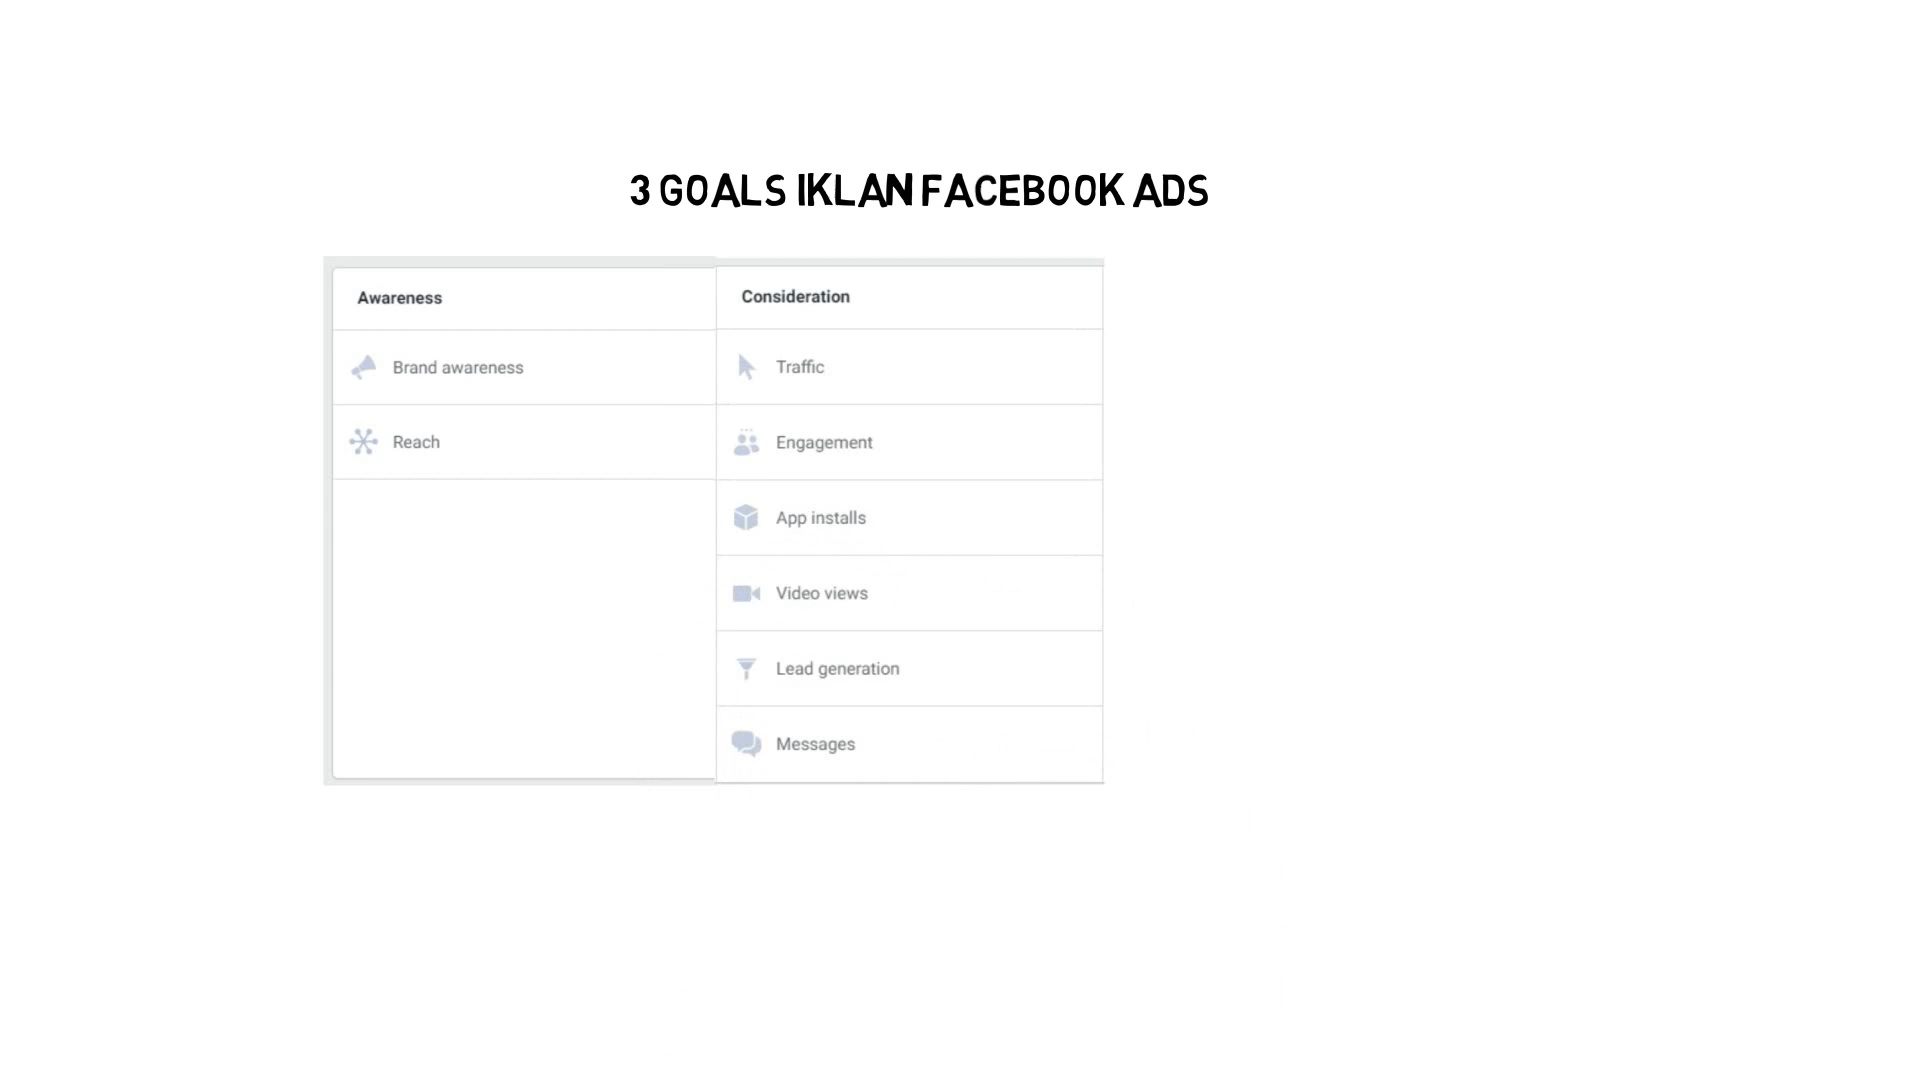 3 GOALS IKLAN FACEBOOK ADS
Awareness
Brand awareness
Reach
Consideration
Traffic
Engagement
App installs
Video views
Lead generation
Messages